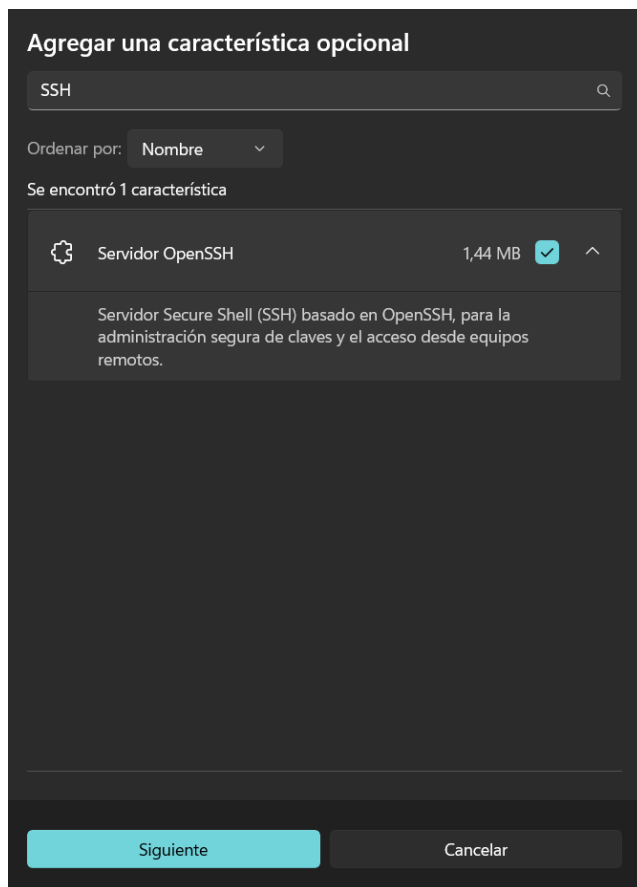 Agregar una característica opcional
SSH
Ordenar por: Nombre
Se encontró 1 característica
Servidor OpenSSH 1,44 MB
Servidor Secure Shell (SSH) basado en OpenSSH, para la
administración segura de claves y el acceso desde equipos
remotos.
Siguiente Cancelar